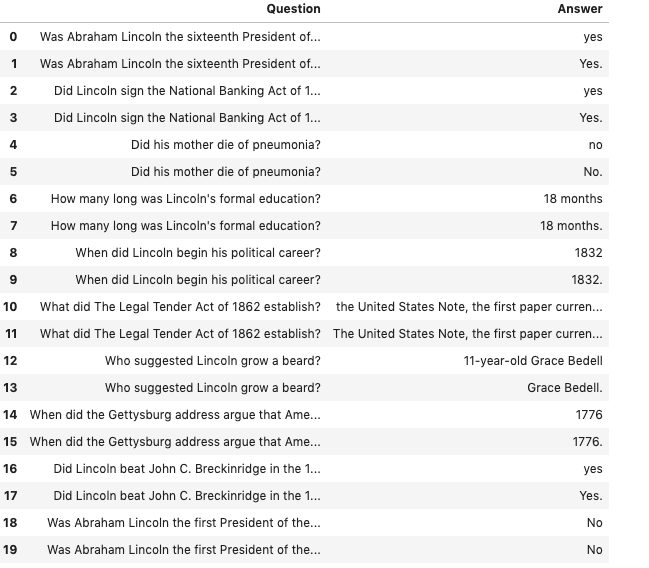 Question Answer
0 Was Abraham Lincoln the sixteenth President of... yes
1 Was Abraham Lincoln the sixteenth President of... Yes.
2 Did Lincoln sign the National Banking Act of 1... yes
3 Did Lincoln sign the National Banking Act of 1... Yes.
4 Did his mother die of pneumonia? no
5 Did his mother die of pneumonia? No.
6 How many long was Lincoln's formal education? 18 months
7 How many long was Lincoln's formal education? 18 months.
8 When did Lincoln begin his political career? 1832
9 When did Lincoln begin his political career? 1832.
10 What did The Legal Tender Act of 1862 establish? the United States Note, the first paper curren...
11 What did The Legal Tender Act of 1862 establish? The United States Note, the first paper curren...
12 Who suggested Lincoln grow a beard? 11-year-old Grace Bedell
13 Who suggested Lincoln grow a beard? Grace Bedell.
14 When did the Gettysburg address argue that Ame... 1776
15 When did the Gettysburg address argue that Ame... 1776.
16 Did Lincoln beat John C. Breckinridge in the 1... yes
17 Did Lincoln beat John C. Breckinridge in the 1... Yes.
18 Was Abraham Lincoln the first President of the... No
19 Was Abraham Lincoln the first President of the... No